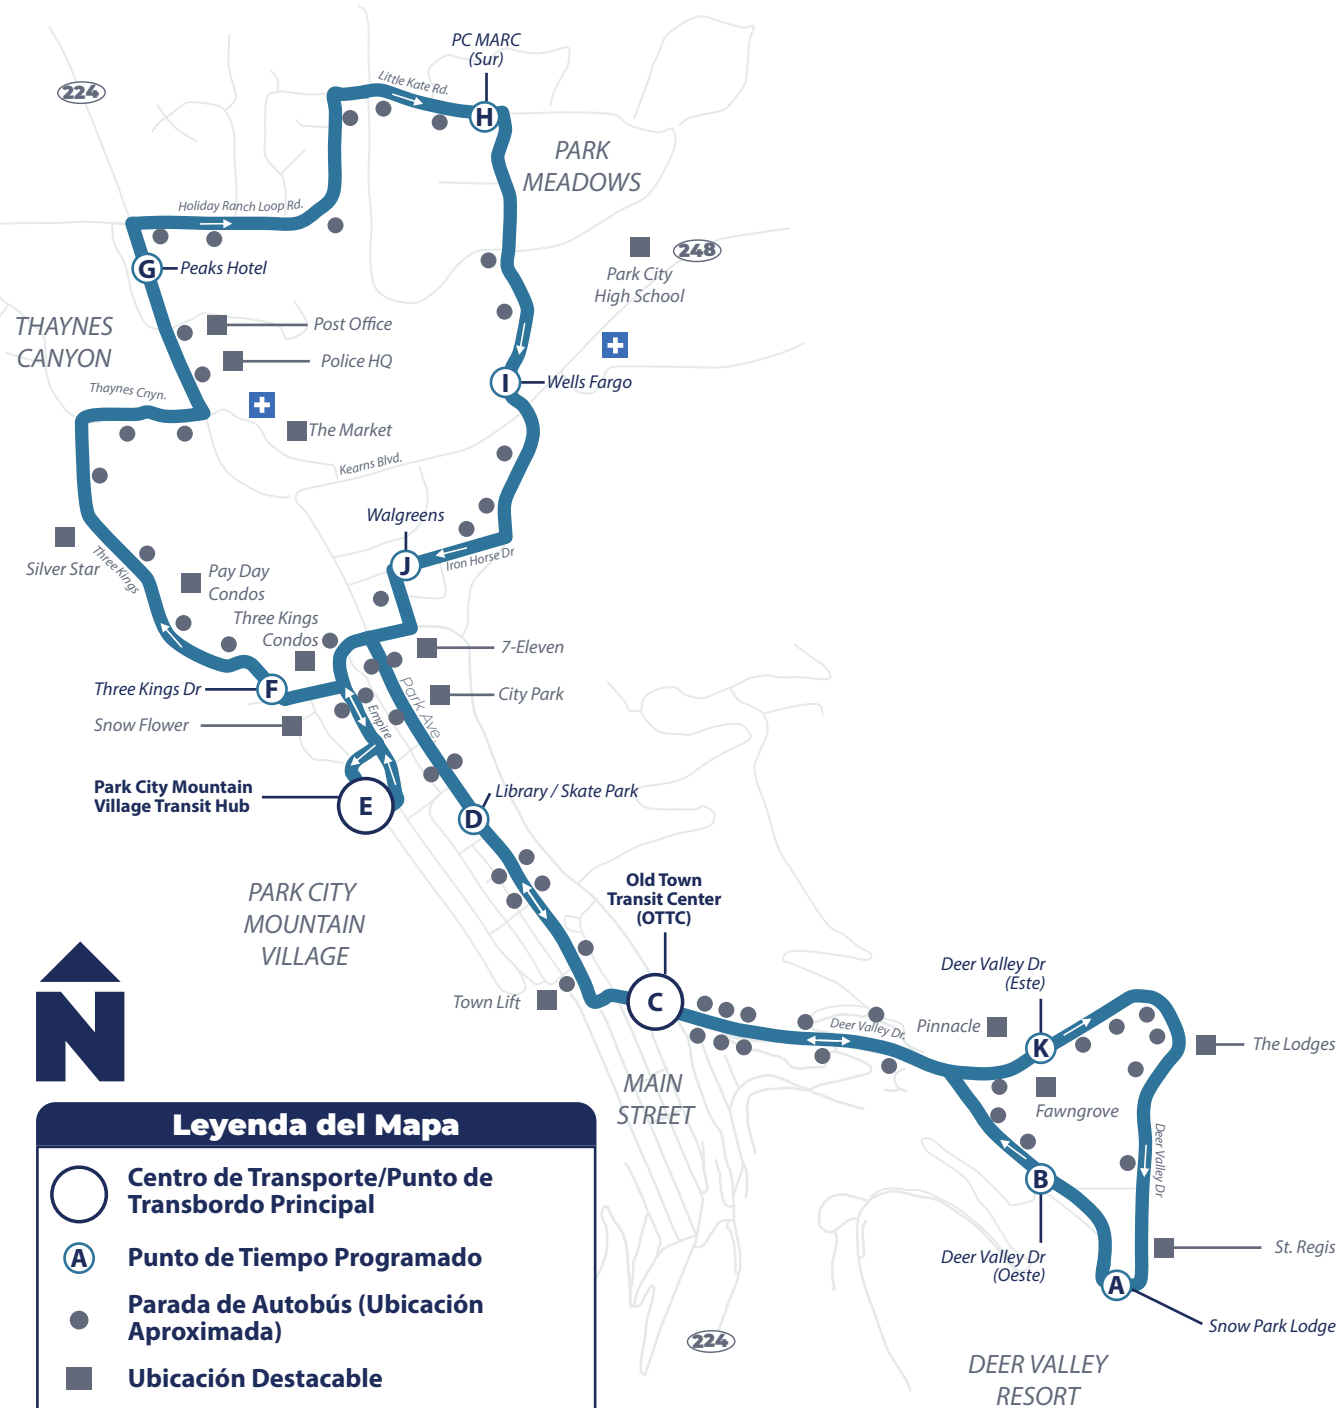 PC MARC
(Sur)
224
Little Kate Rd.
H
PARK
MEADOWS
Holiday Ranch Loop Rd.
248
Park City
High School
G
Peaks Hotel
THAYNES
CANYON
Post Office
Police HQ
I
Wells Fargo
Thaynes Cnyn.
The Market
Kearns Blvd.
Walgreens
J
Iron Horse Dr
Silver Star
Three Kings
Pay Day
Condos
Three Kings
Condos
7-Eleven
Three Kings Dr
F
City Park
Park Ave.
Snow Flower
Empire
Park City Mountain
Village Transit Hub
E
Library / Skate Park
D
PARK CITY
MOUNTAIN
VILLAGE
Old Town
Transit Center
(OTTC)
N
Town Lift
C
Deer Valley Dr.
Deer Valley Dr
(Este)
Pinnacle
K
The Lodges
MAIN
STREET
Fawngrove
Deer Valley Dr
B
Deer Valley Dr
(Oeste)
St. Regis
A
Snow Park Lodge
224
DEER VALLEY
RESORT
Leyenda del Mapa
Centro de Transporte/Punto de
Transbordo Principal
A
Punto de Tiempo Programado
Parada de Autobús (Ubicación
Aproximada)
Ubicación Destacable